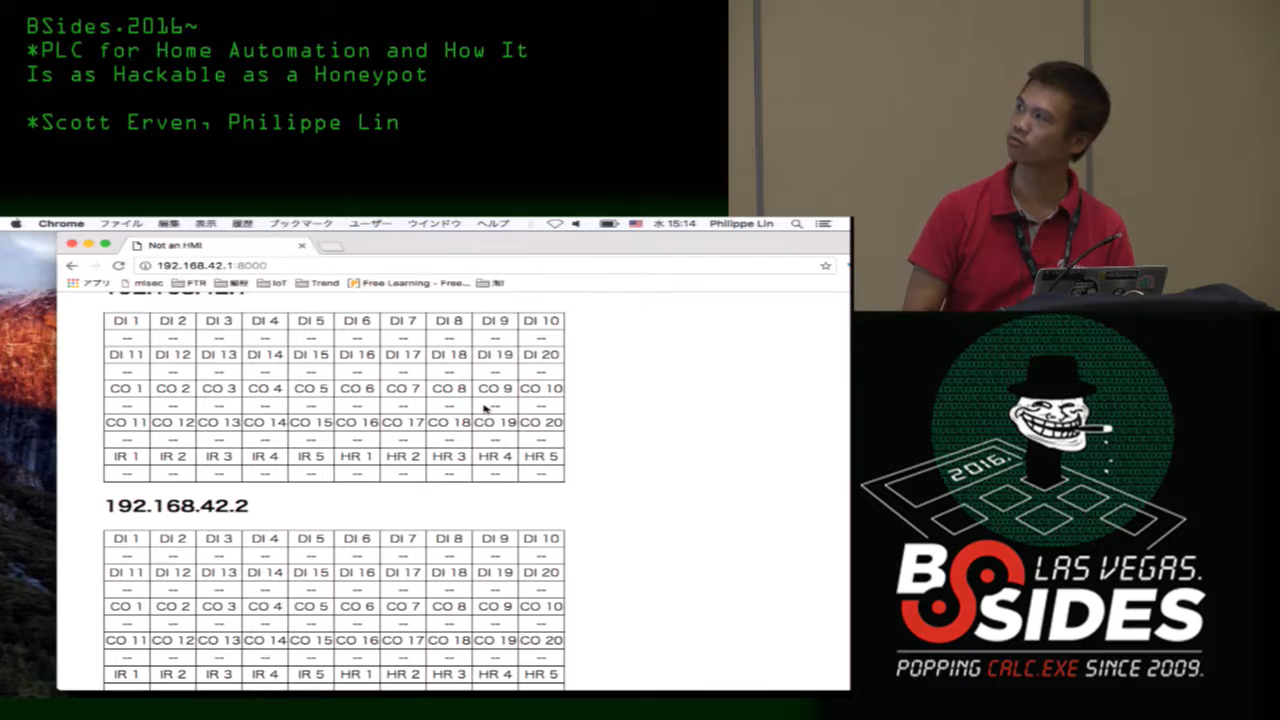 BSides.2016~
*PLC for Home Automation and How It
Is as Hackable as a Honeypot
*Scott Erven, Philippe Lin
Chrome ファイル 編集 表示 履歴 ブックマーク ユーザー ウインドウ ヘルプ 水 15:14 Philippe Lin
Not an HMI
192.168.42.1:8000
アプリ misec FTR IoT Trend Free Learning - Free...
DI 1 DI 2 DI 3 DI 4 DI 5 DI 6 DI 7 DI 8 DI 9 DI 10
-- -- -- -- -- -- -- -- -- --
DI 11 DI 12 DI 13 DI 14 DI 15 DI 16 DI 17 DI 18 DI 19 DI 20
-- -- -- -- -- -- -- -- -- --
CO 1 CO 2 CO 3 CO 4 CO 5 CO 6 CO 7 CO 8 CO 9 CO 10
-- -- -- -- -- -- -- -- -- --
CO 11 CO 12 CO 13 CO 14 CO 15 CO 16 CO 17 CO 18 CO 19 CO 20
-- -- -- -- -- -- -- -- -- --
IR 1 IR 2 IR 3 IR 4 IR 5 HR 1 HR 2 HR 3 HR 4 HR 5
-- -- -- -- -- -- -- -- -- --
192.168.42.2
DI 1 DI 2 DI 3 DI 4 DI 5 DI 6 DI 7 DI 8 DI 9 DI 10
-- -- -- -- -- -- -- -- -- --
DI 11 DI 12 DI 13 DI 14 DI 15 DI 16 DI 17 DI 18 DI 19 DI 20
-- -- -- -- -- -- -- -- -- --
CO 1 CO 2 CO 3 CO 4 CO 5 CO 6 CO 7 CO 8 CO 9 CO 10
-- -- -- -- -- -- -- -- -- --
CO 11 CO 12 CO 13 CO 14 CO 15 CO 16 CO 17 CO 18 CO 19 CO 20
-- -- -- -- -- -- -- -- -- --
IR 1 IR 2 IR 3 IR 4 IR 5 HR 1 HR 2 HR 3 HR 4 HR 5
2016.
BSIDES LAS VEGAS.
POPPING CALC.EXE SINCE 2009.